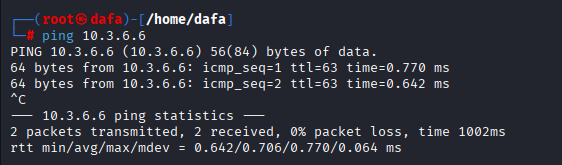 ┌──(root㉿dafa)-[/home/dafa]
└─# ping 10.3.6.6
PING 10.3.6.6 (10.3.6.6) 56(84) bytes of data.
64 bytes from 10.3.6.6: icmp_seq=1 ttl=63 time=0.770 ms
64 bytes from 10.3.6.6: icmp_seq=2 ttl=63 time=0.642 ms
^C
--- 10.3.6.6 ping statistics ---
2 packets transmitted, 2 received, 0% packet loss, time 1002ms
rtt min/avg/max/mdev = 0.642/0.706/0.770/0.064 ms